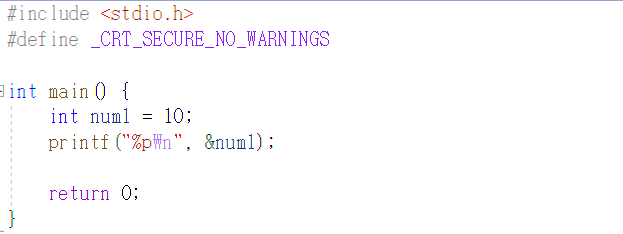 #include <stdio.h>
#define _CRT_SECURE_NO_WARNINGS
int main() {
int num1 = 10;
printf("%p₩n", &num1);
return 0;
}